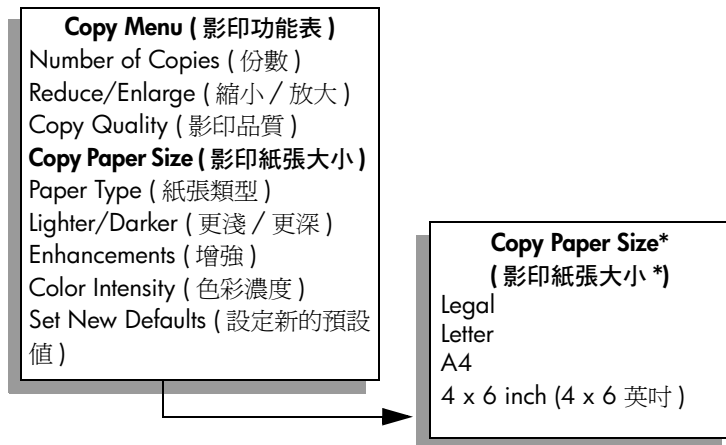 Copy Menu ( 影印功能表 )
Number of Copies ( 份數 )
Reduce/Enlarge ( 縮小 / 放大 )
Copy Quality ( 影印品質 )
Copy Paper Size ( 影印紙張大小 )
Paper Type ( 紙張類型 )
Lighter/Darker ( 更淺 / 更深 )
Enhancements ( 增強 )
Color Intensity ( 色彩濃度 )
Set New Defaults ( 設定新的預設
值 )
Copy Paper Size*
( 影印紙張大小 *)
Legal
Letter
A4
4 x 6 inch (4 x 6 英吋 )